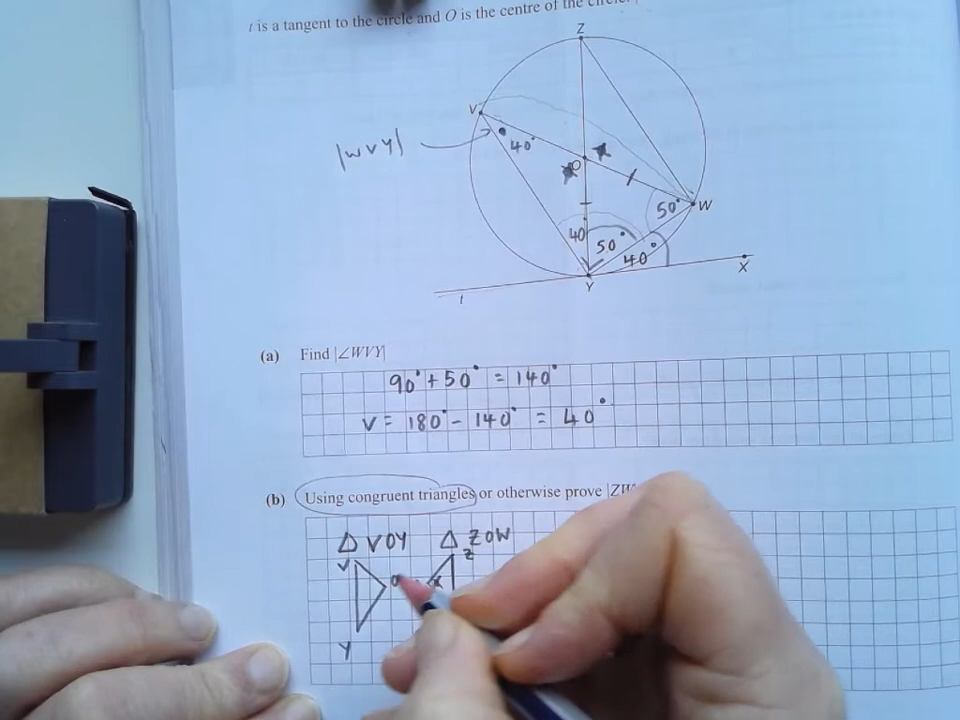 t is a tangent to the circle and O is the centre of the circle.
Z
V
|WVY|
40°
O
50°
W
40
50°
40°
X
t
Y
(a) Find |∠WVY|
90° + 50° = 140°
V = 180° - 140° = 40°
(b) Using congruent triangles or otherwise prove
Δ VOY Δ ZOW
V Z
Y